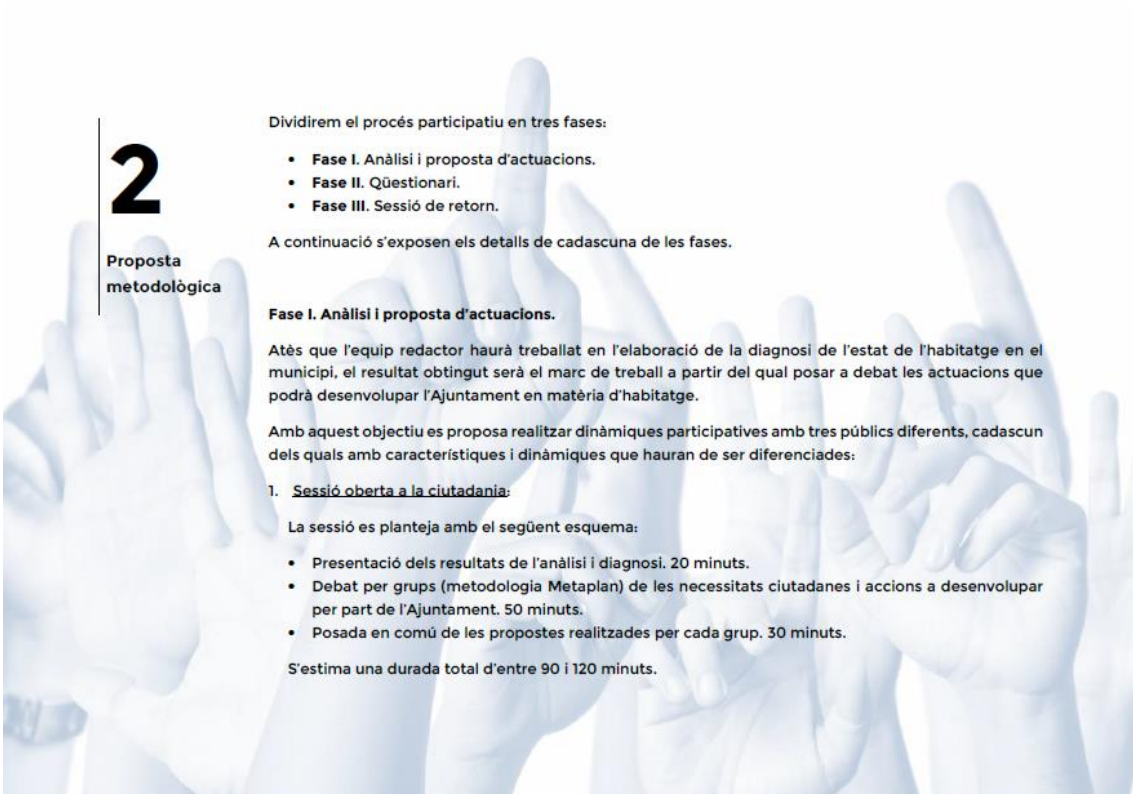 2
Proposta
metodològica
Dividirem el procés participatiu en tres fases:
• Fase I. Anàlisi i proposta d'actuacions.
• Fase II. Qüestionari.
• Fase III. Sessió de retorn.
A continuació s'exposen els detalls de cadascuna de les fases.
Fase I. Anàlisi i proposta d'actuacions.
Atès que l'equip redactor haurà treballat en l'elaboració de la diagnosi de l'estat de l'habitatge en el
municipi, el resultat obtingut serà el marc de treball a partir del qual posar a debat les actuacions que
podrà desenvolupar l'Ajuntament en matèria d'habitatge.
Amb aquest objectiu es proposa realitzar dinàmiques participatives amb tres públics diferents, cadascun
dels quals amb característiques i dinàmiques que hauran de ser diferenciades:
1. Sessió oberta a la ciutadania:
La sessió es planteja amb el següent esquema:
• Presentació dels resultats de l'anàlisi i diagnosi. 20 minuts.
• Debat per grups (metodologia Metaplan) de les necessitats ciutadanes i accions a desenvolupar
per part de l'Ajuntament. 50 minuts.
• Posada en comú de les propostes realitzades per cada grup. 30 minuts.
S'estima una durada total d'entre 90 i 120 minuts.